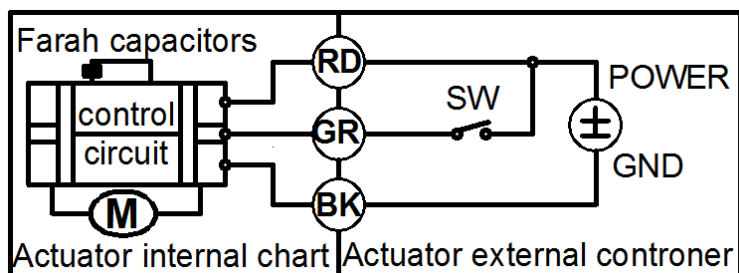 Farah capacitors
RD
POWER
SW
control
GR
circuit
GND
M
BK
Actuator internal chart
Actuator external controner